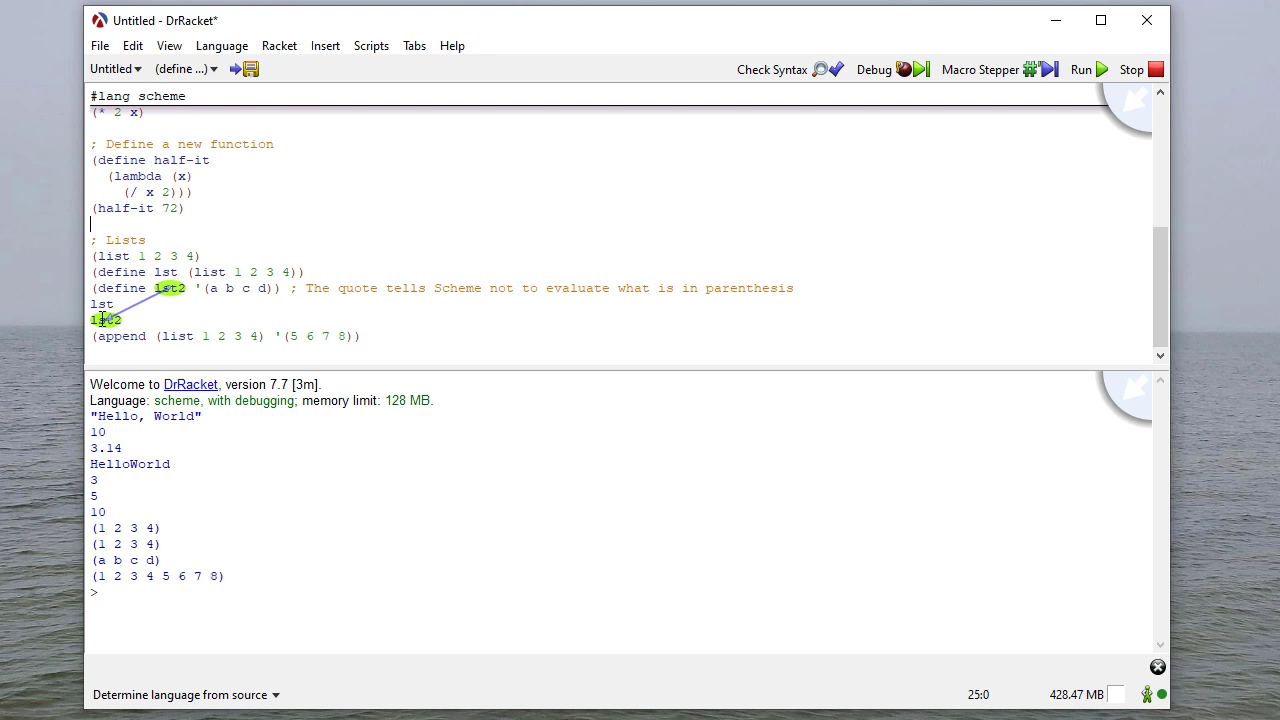 Untitled - DrRacket*
File Edit View Language Racket Insert Scripts Tabs Help
Untitled (define ...) Check Syntax Debug Macro Stepper Run Stop
#lang scheme
(* 2 x)
; Define a new function
(define half-it
(lambda (x)
(/ x 2)))
(half-it 72)
; Lists
(list 1 2 3 4)
(define lst (list 1 2 3 4))
(define lst2 '(a b c d)) ; The quote tells Scheme not to evaluate what is in parenthesis
lst
lst2
(append (list 1 2 3 4) '(5 6 7 8))
Welcome to DrRacket, version 7.7 [3m].
Language: scheme, with debugging; memory limit: 128 MB.
"Hello, World"
10
3.14
HelloWorld
3
5
10
(1 2 3 4)
(1 2 3 4)
(a b c d)
(1 2 3 4 5 6 7 8)
>
Determine language from source 25:0 428.47 MB